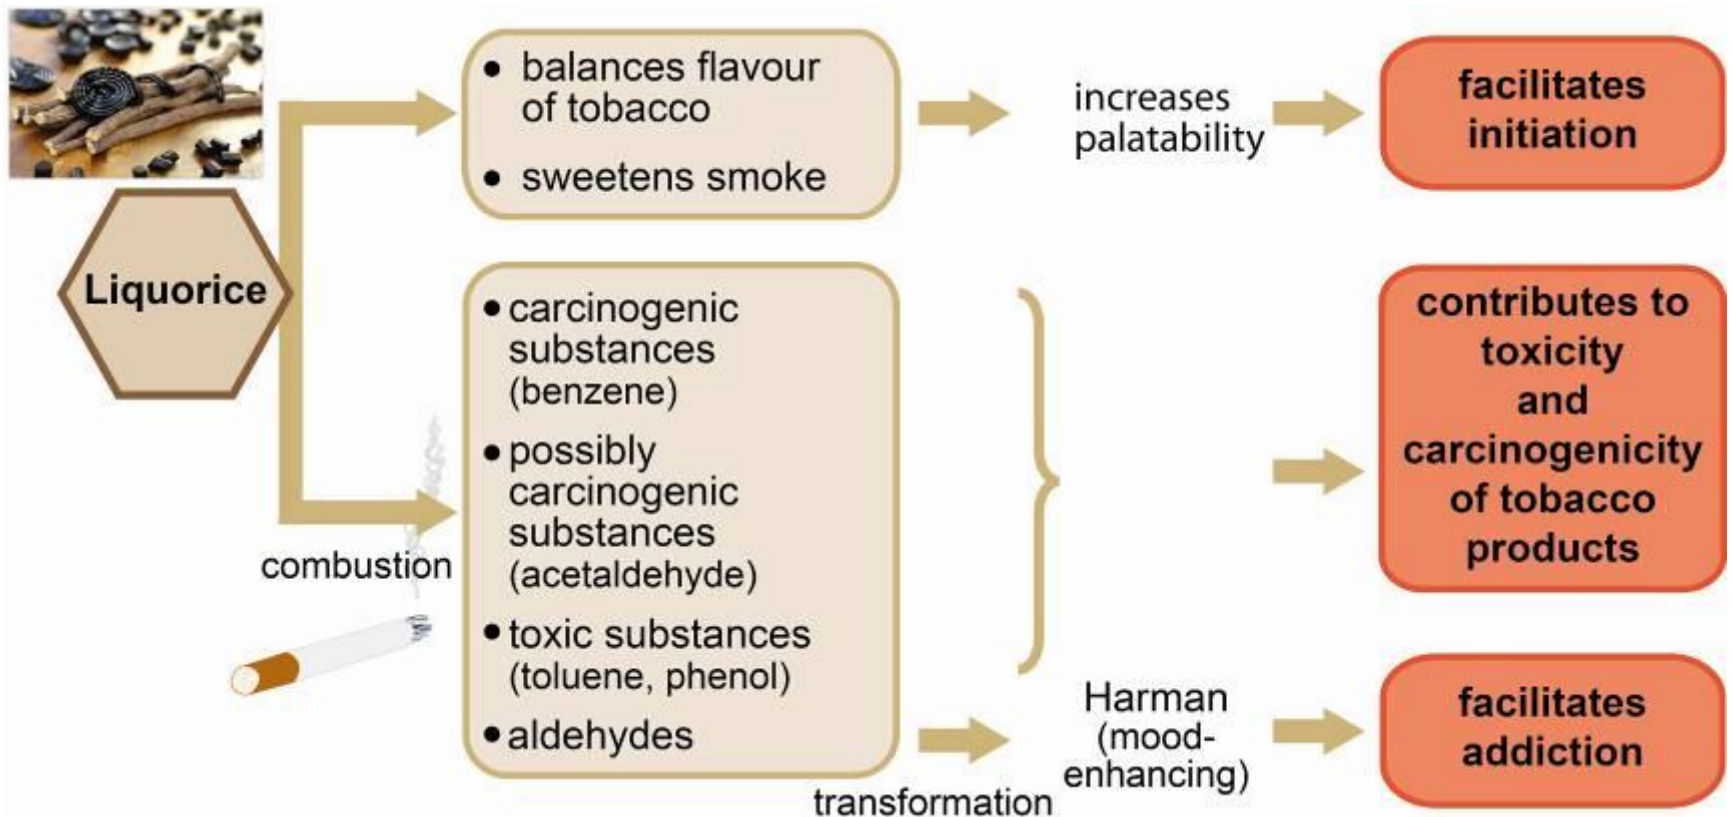 Liquorice
• balances flavour
of tobacco
• sweetens smoke
increases
palatability
facilitates
initiation
combustion
• carcinogenic
substances
(benzene)
• possibly
carcinogenic
substances
(acetaldehyde)
• toxic substances
(toluene, phenol)
• aldehydes
contributes to
toxicity
and
carcinogenicity
of tobacco
products
transformation
Harman
(mood-
enhancing)
facilitates
addiction